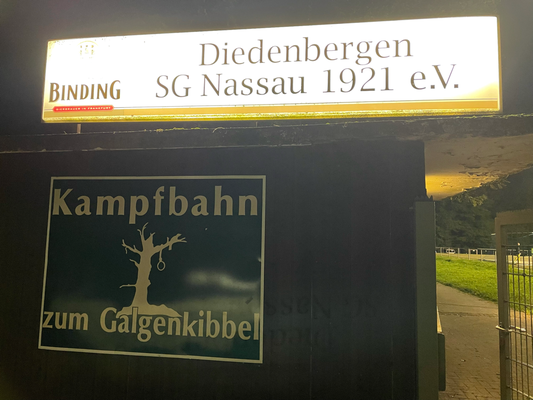 Diedenbergen
BINDING
SG Nassau 1921 e.V.
Kampfbahn
zum Galgenkibbel